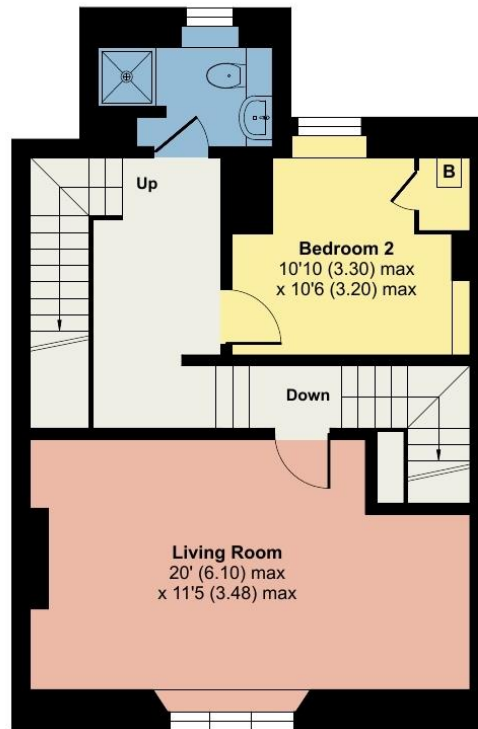 Up
B
Bedroom 2
10'10 (3.30) max
x 10'6 (3.20) max
Down
Living Room
20' (6.10) max
x 11'5 (3.48) max